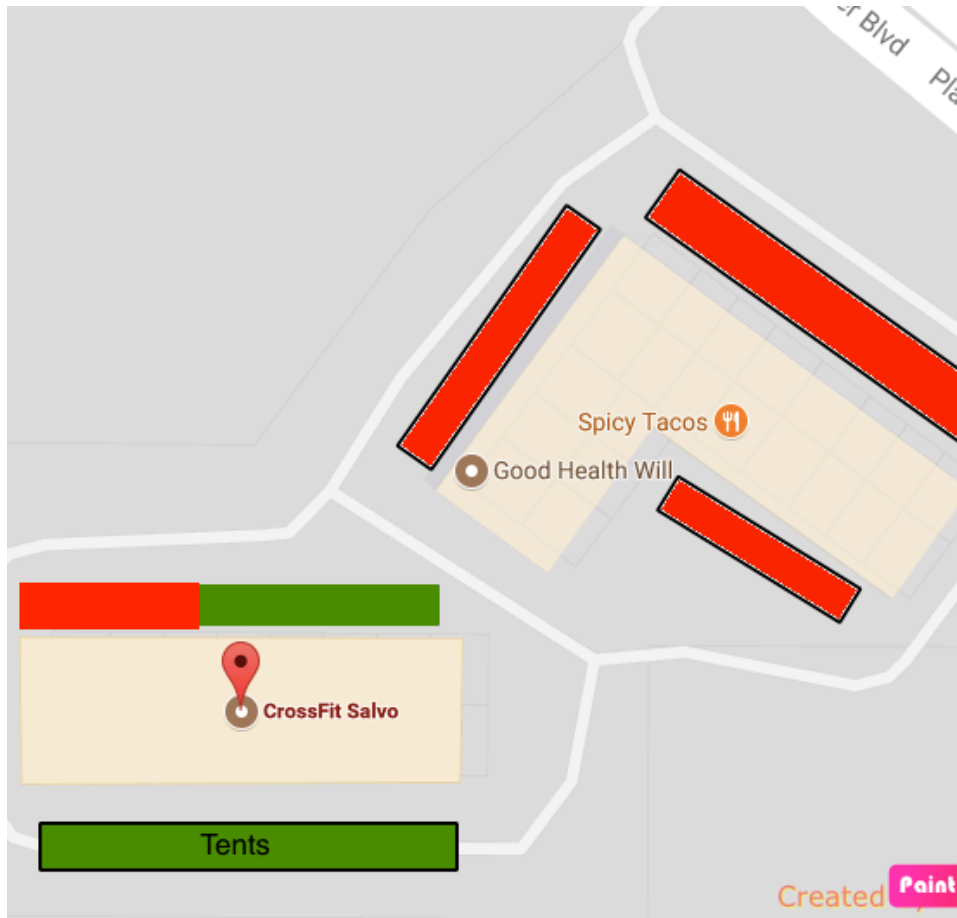 er Blvd
Pla
Spicy Tacos
Good Health Will
CrossFit Salvo
Tents
Created
Paint